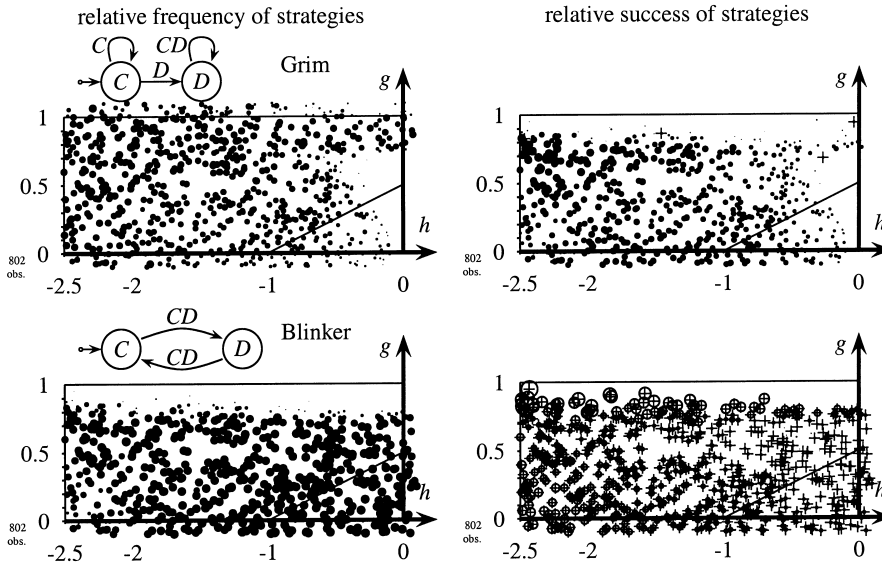 relative frequency of strategies
relative success of strategies
C
CD
C
D
D
Grim
g
1
0.5
h
0
802
obs.
-2.5
-2
-1
0
g
1
0.5
h
0
802
obs.
-2.5
-2
-1
0
CD
C
D
CD
Blinker
g
1
0.5
h
0
802
obs.
-2.5
-2
-1
0
g
1
0.5
h
0
802
obs.
-2.5
-2
-1
0